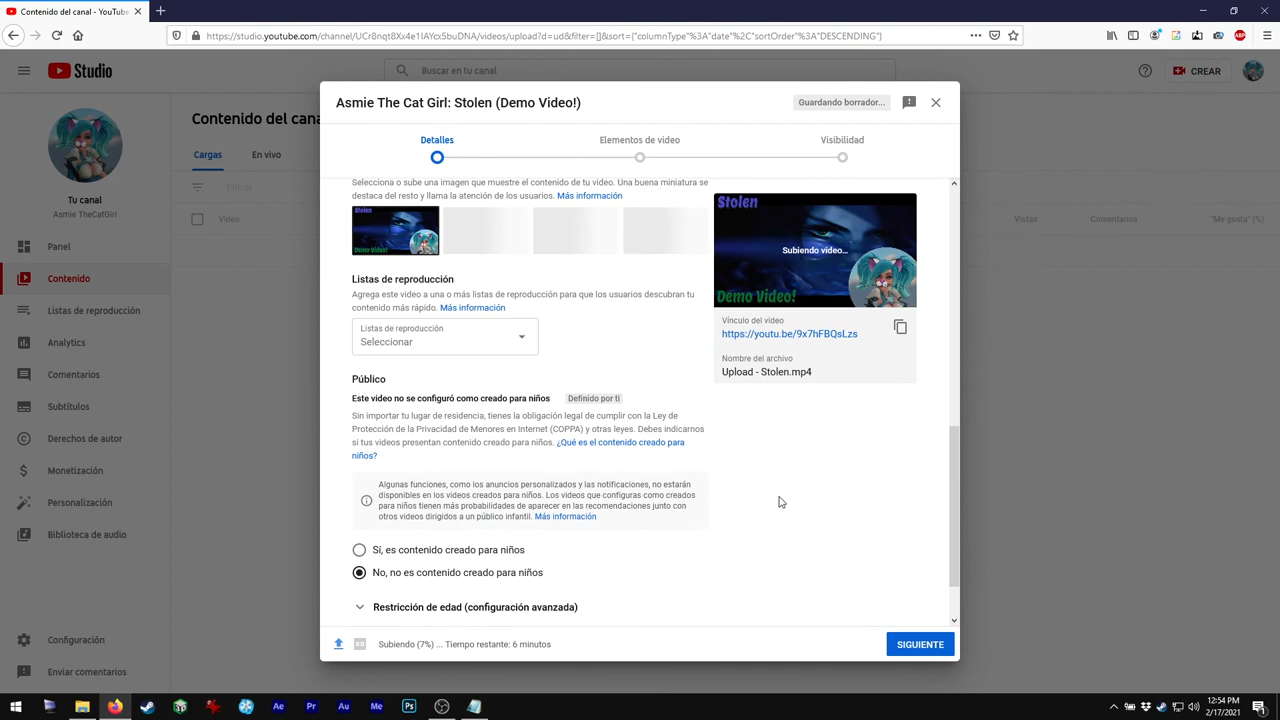 Contenido del canal - YouTube
https://studio.youtube.com/channel/UCr8nqt8Xx4e1IAYcx5buDNA/videos/upload?d=ud&filter=[]&sort={"columnType"%3A"date"%2C"sortOrder"%3A"DESCENDING"}
Studio
Buscar en tu canal
CREAR
Tu canal
Asmie TheCatGirl
Panel
Contenido
Listas de reproducción
Analytics
Comentarios
Subtítulos
Derechos de autor
Monetización
Personalización
Biblioteca de audio
Configuración
Enviar comentarios
Contenido del cana
Cargas
En vivo
Filtrar
Video
Vistas
Comentarios
"Me gusta" (%)
Asmie The Cat Girl: Stolen (Demo Video!)
Guardando borrador...
Detalles
Elementos de video
Visibilidad
Selecciona o sube una imagen que muestre el contenido de tu video. Una buena miniatura se
destaca del resto y llama la atención de los usuarios. Más información
Stolen
Demo Video!
Listas de reproducción
Agrega este video a una o más listas de reproducción para que los usuarios descubran tu
contenido más rápido. Más información
Listas de reproducción
Seleccionar
Público
Este video no se configuró como creado para niños Definido por ti
Sin importar tu lugar de residencia, tienes la obligación legal de cumplir con la Ley de
Protección de la Privacidad de Menores en Internet (COPPA) y otras leyes. Debes indicarnos
si tus videos presentan contenido creado para niños. ¿Qué es el contenido creado para
niños?
Algunas funciones, como los anuncios personalizados y las notificaciones, no estarán
disponibles en los videos creados para niños. Los videos que configuras como creados
para niños tienen más probabilidades de aparecer en las recomendaciones junto con
otros videos dirigidos a un público infantil. Más información
Sí, es contenido creado para niños
No, no es contenido creado para niños
Restricción de edad (configuración avanzada)
Stolen
Subiendo video...
Demo Video!
Vínculo del video
https://youtu.be/9x7hFBQsLzs
Nombre del archivo
Upload - Stolen.mp4
Subiendo (7%) ... Tiempo restante: 6 minutos
SIGUIENTE
Ae
Pr
Au
Me
Ps
12:54 PM
2/17/2021